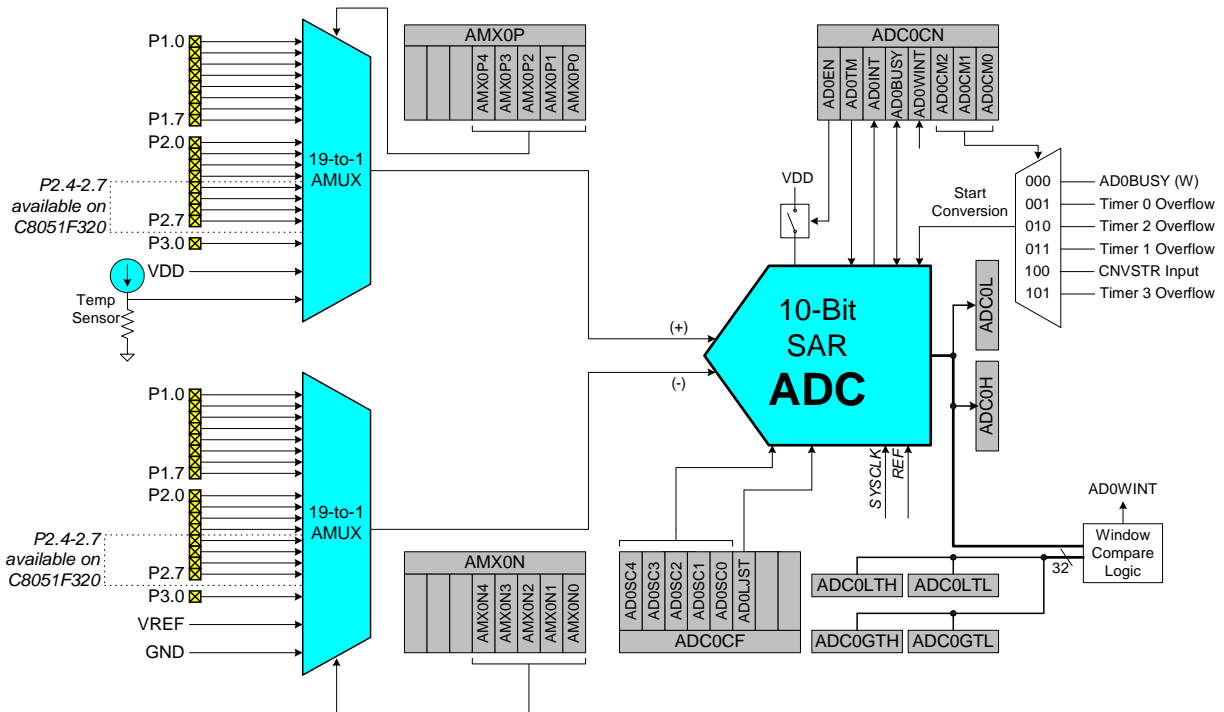 P1.0
P1.7
P2.0
P2.4-2.7
available on
C8051F320
P2.7
P3.0
VDD
Temp
Sensor
19-to-1
AMUX
AMX0P
AMX0P4
AMX0P3
AMX0P2
AMX0P1
AMX0P0
ADC0CN
AD0EN
AD0TM
AD0INT
AD0BUSY
AD0WINT
AD0CM2
AD0CM1
AD0CM0
VDD
Start
Conversion
000
AD0BUSY (W)
001
Timer 0 Overflow
010
Timer 2 Overflow
011
Timer 1 Overflow
100
CNVSTR Input
101
Timer 3 Overflow
(+)
(-)
10-Bit
SAR
ADC
ADC0L
ADC0H
SYSCLK
REF
P1.0
P1.7
P2.0
P2.4-2.7
available on
C8051F320
P2.7
P3.0
VREF
GND
19-to-1
AMUX
AMX0N
AMX0N4
AMX0N3
AMX0N2
AMX0N1
AMX0N0
AD0SC4
AD0SC3
AD0SC2
AD0SC1
AD0SC0
AD0LJST
ADC0CF
AD0WINT
Window
Compare
Logic
32
ADC0LTH
ADC0LTL
ADC0GTH
ADC0GTL